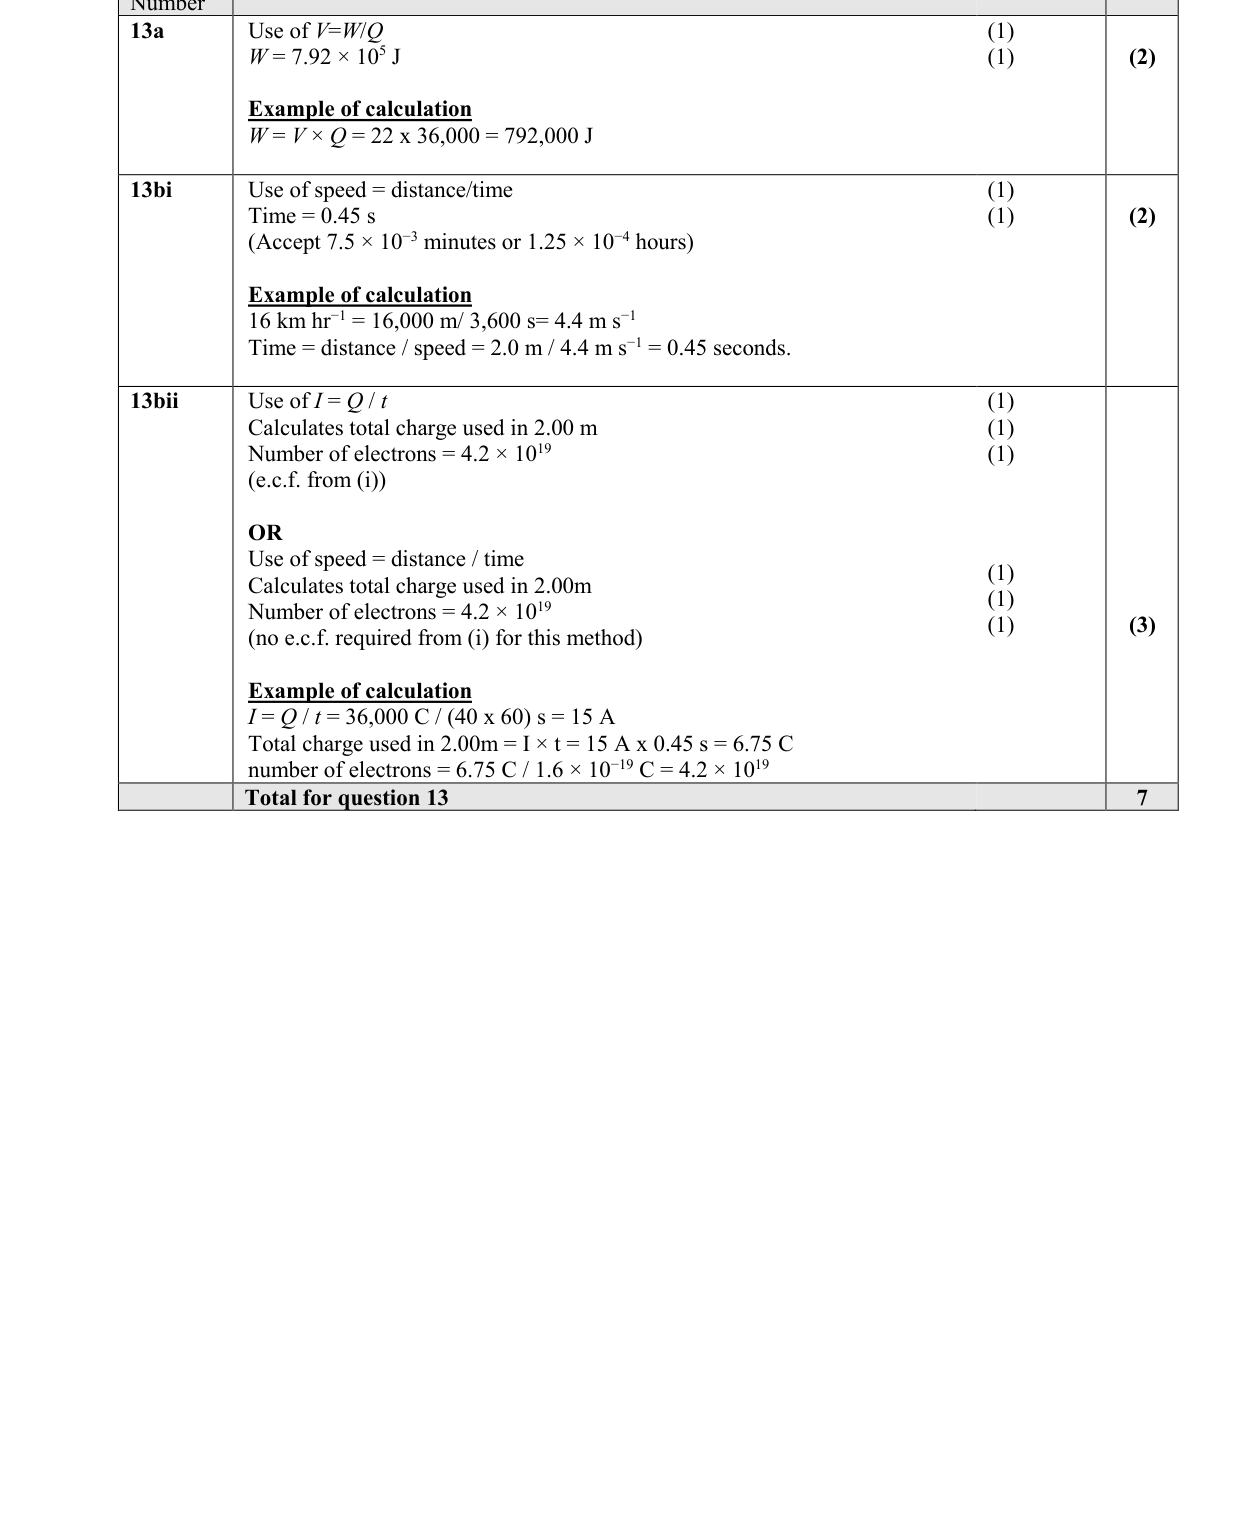 Number
13a Use of V=W/Q (1)
W = 7.92 × 10⁵ J (1) (2)
Example of calculation
W = V × Q = 22 x 36,000 = 792,000 J
13bi Use of speed = distance/time (1)
Time = 0.45 s (1) (2)
(Accept 7.5 × 10⁻³ minutes or 1.25 × 10⁻⁴ hours)
Example of calculation
16 km hr⁻¹ = 16,000 m/ 3,600 s= 4.4 m s⁻¹
Time = distance / speed = 2.0 m / 4.4 m s⁻¹ = 0.45 seconds.
13bii Use of I = Q / t (1)
Calculates total charge used in 2.00 m (1)
Number of electrons = 4.2 × 10¹⁹ (1)
(e.c.f. from (i))
OR
Use of speed = distance / time (1)
Calculates total charge used in 2.00m (1)
Number of electrons = 4.2 × 10¹⁹ (1) (3)
(no e.c.f. required from (i) for this method)
Example of calculation
I = Q / t = 36,000 C / (40 x 60) s = 15 A
Total charge used in 2.00m = I × t = 15 A x 0.45 s = 6.75 C
number of electrons = 6.75 C / 1.6 × 10⁻¹⁹ C = 4.2 × 10¹⁹
Total for question 13 7